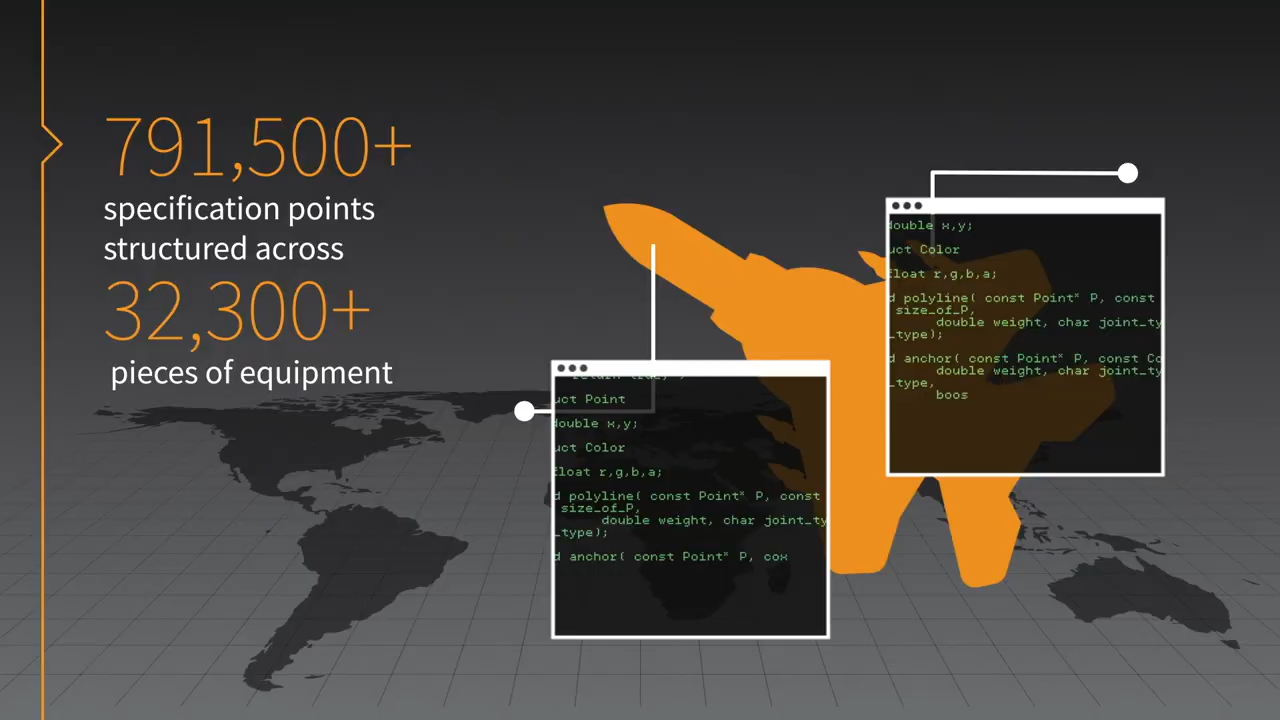 791,500+
specification points
structured across
32,300+
pieces of equipment
uct Point
double x,y;
uct Color
float r,g,b,a;
d polyline( const Point* P, const
size_of_P,
double weight, char joint_ty
_type);
d anchor( const Point* P, cox
double x,y;
uct Color
float r,g,b,a;
d polyline( const Point* P, const
size_of_P,
double weight, char joint_ty
_type);
d anchor( const Point* P, const Co
double weight, char joint_ty
_type,
boos